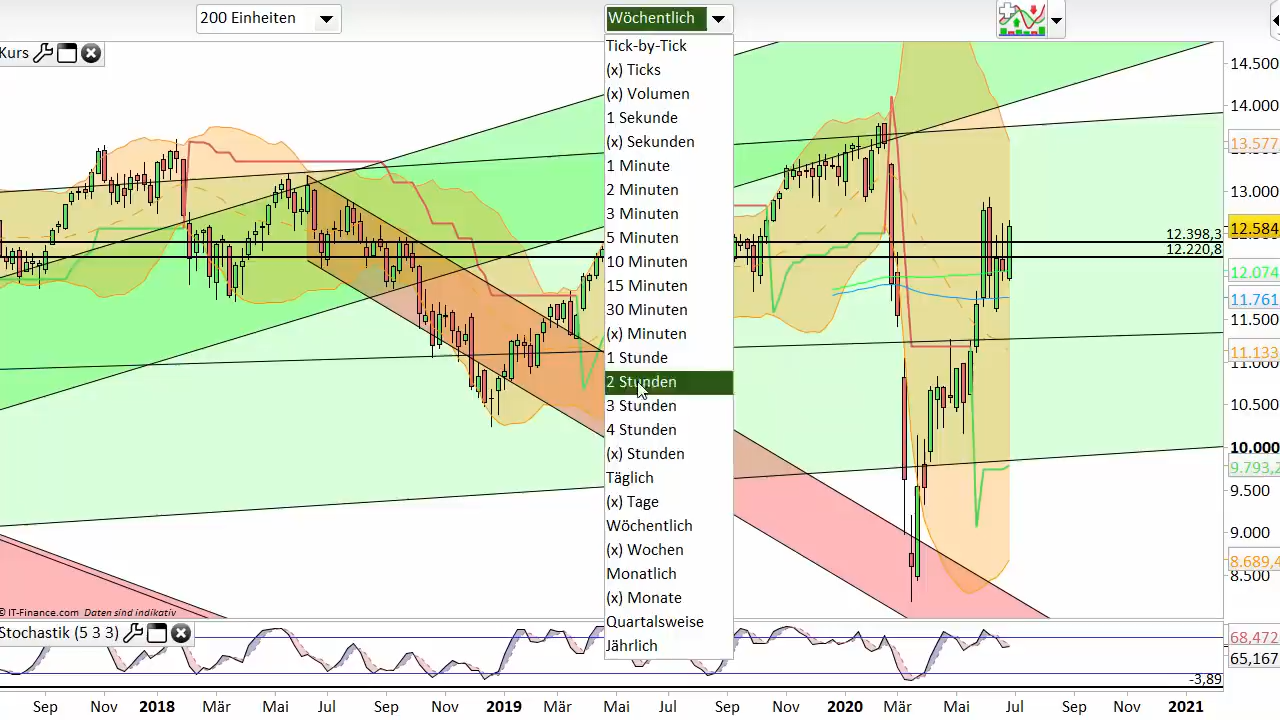 200 Einheiten
Wöchentlich
Tick-by-Tick
(x) Ticks
(x) Volumen
1 Sekunde
(x) Sekunden
1 Minute
2 Minuten
3 Minuten
5 Minuten
10 Minuten
15 Minuten
30 Minuten
(x) Minuten
1 Stunde
2 Stunden
3 Stunden
4 Stunden
(x) Stunden
Täglich
(x) Tage
Wöchentlich
(x) Wochen
Monatlich
(x) Monate
Quartalsweise
Jährlich
Kurs
14.500
14.000
13.577
13.000
12.584
12.398,3
12.220,8
12.074
11.761
11.500
11.133
11.000
10.500
10.000
9.793,2
9.500
9.000
8.689,4
8.500
© IT-Finance.com Daten sind indikativ
Stochastik (5 3 3)
68,472
65,167
-3,89
Sep Nov 2018 Mär Mai Jul Sep Nov 2019 Mär Mai Jul Sep Nov 2020 Mär Mai Jul Sep Nov 2021